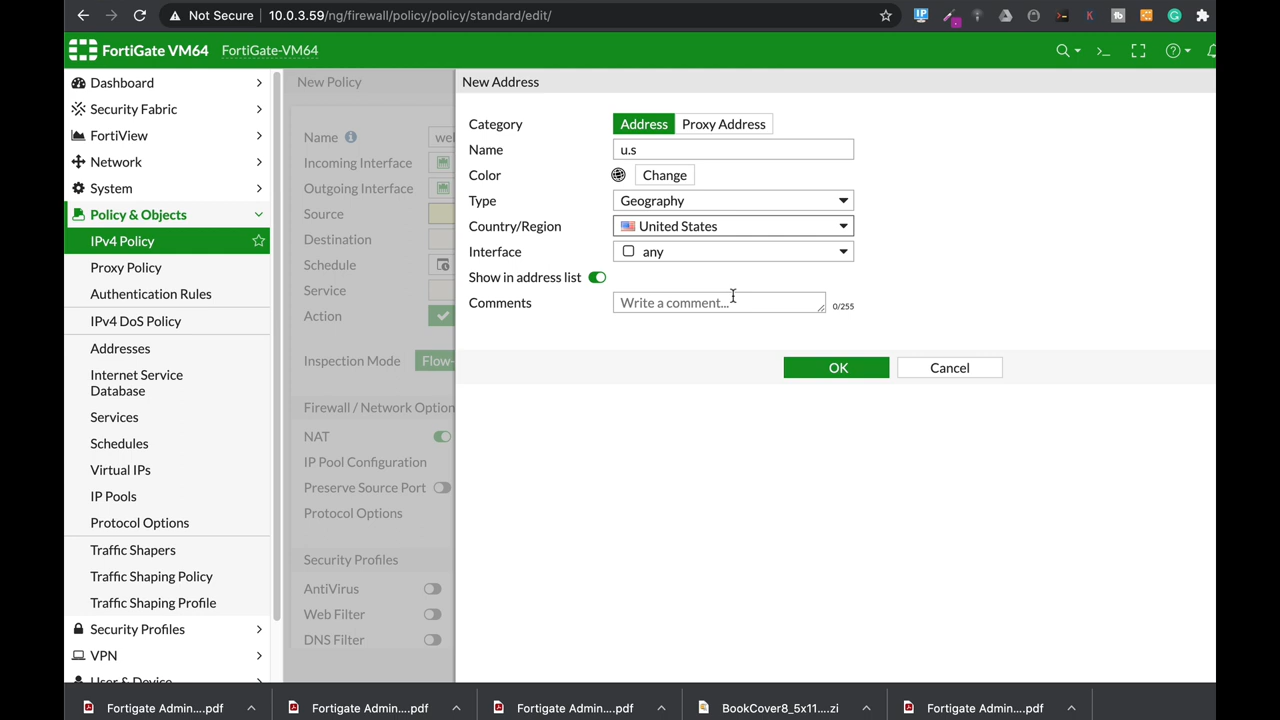 Not Secure 10.0.3.59/ng/firewall/policy/policy/standard/edit/
FortiGate VM64 FortiGate-VM64
Dashboard
Security Fabric
FortiView
Network
System
Policy & Objects
IPv4 Policy
Proxy Policy
Authentication Rules
IPv4 DoS Policy
Addresses
Internet Service
Database
Services
Schedules
Virtual IPs
IP Pools
Protocol Options
Traffic Shapers
Traffic Shaping Policy
Traffic Shaping Profile
Security Profiles
VPN
User & Device
New Policy
Name wel
Incoming Interface
Outgoing Interface
Source
Destination
Schedule
Service
Action
Inspection Mode Flow-
Firewall / Network Option
NAT
IP Pool Configuration
Preserve Source Port
Protocol Options
Security Profiles
AntiVirus
Web Filter
DNS Filter
New Address
Category Address Proxy Address
Name u.s
Color Change
Type Geography
Country/Region United States
Interface any
Show in address list
Comments Write a comment... 0/255
OK Cancel
Fortigate Admin....pdf Fortigate Admin....pdf Fortigate Admin....pdf BookCover8_5x11....zi Fortigate Admin....pdf